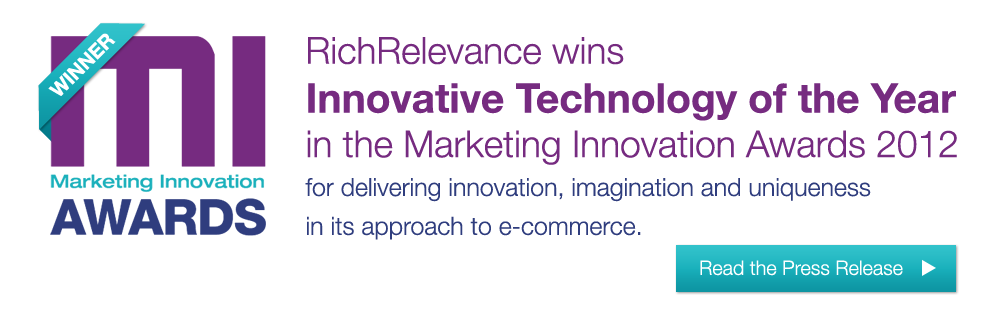 WINNER
MI
Marketing Innovation
AWARDS
RichRelevance wins
Innovative Technology of the Year
in the Marketing Innovation Awards 2012
for delivering innovation, imagination and uniqueness
in its approach to e-commerce.
Read the Press Release